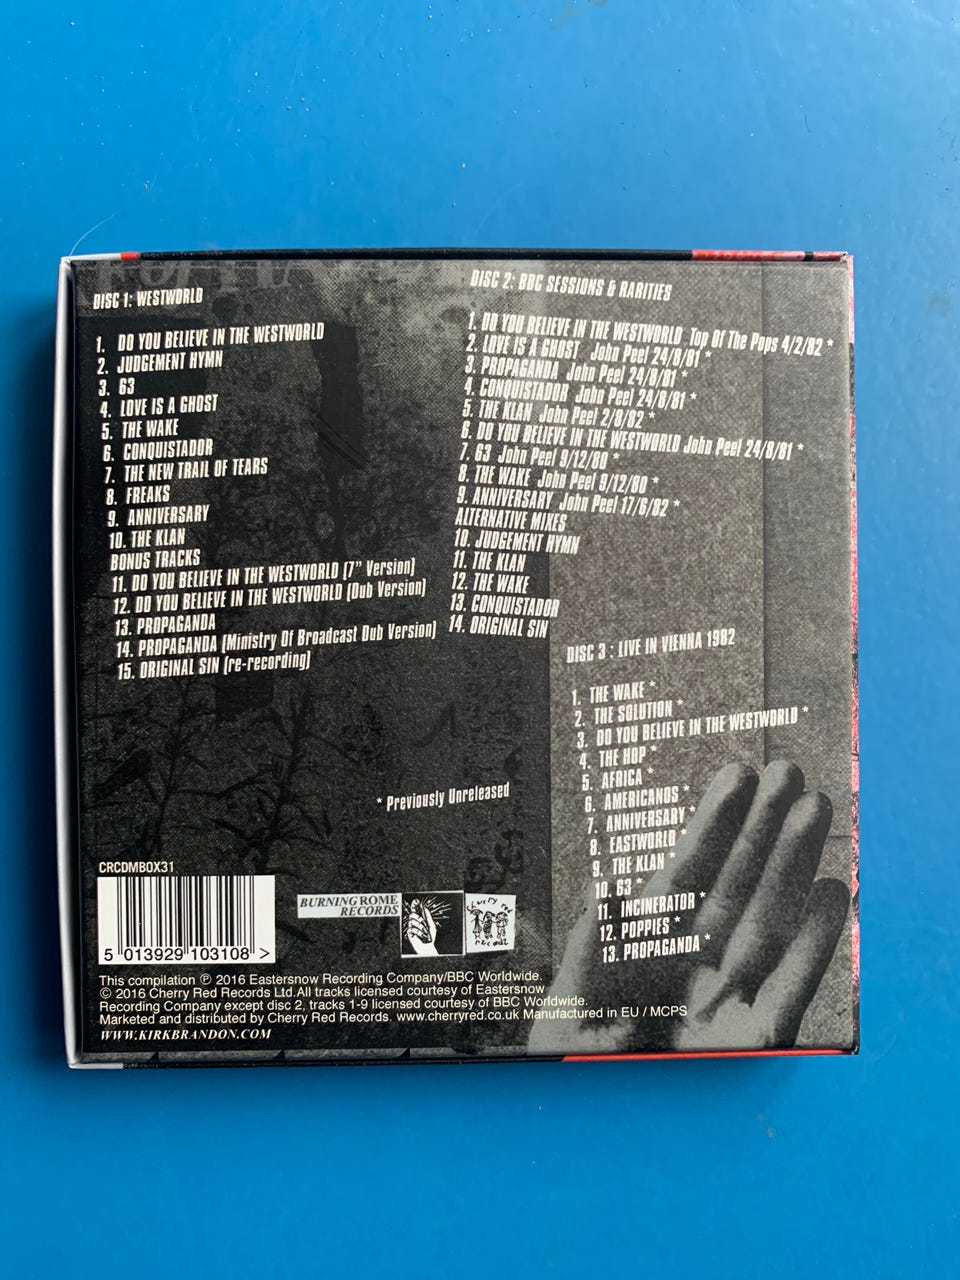 DISC 1: WESTWORLD
1. DO YOU BELIEVE IN THE WESTWORLD
2. JUDGEMENT HYMN
3. 63
4. LOVE IS A GHOST
5. THE WAKE
6. CONQUISTADOR
7. THE NEW TRAIL OF TEARS
8. FREAKS
9. ANNIVERSARY
10. THE KLAN
BONUS TRACKS
11. DO YOU BELIEVE IN THE WESTWORLD (7" Version)
12. DO YOU BELIEVE IN THE WESTWORLD (Dub Version)
13. PROPAGANDA
14. PROPAGANDA (Ministry Of Broadcast Dub Version)
15. ORIGINAL SIN (re-recording)
DISC 2: BBC SESSIONS & RARITIES
1. DO YOU BELIEVE IN THE WESTWORLD Top Of The Pops 4/2/82 *
2. LOVE IS A GHOST John Peel 24/8/81 *
3. PROPAGANDA John Peel 24/8/81 *
4. CONQUISTADOR John Peel 24/8/81 *
5. THE KLAN John Peel 2/8/82 *
6. DO YOU BELIEVE IN THE WESTWORLD John Peel 24/8/81 *
7. 63 John Peel 9/12/80 *
8. THE WAKE John Peel 9/12/80 *
9. ANNIVERSARY John Peel 17/6/82 *
ALTERNATIVE MIXES
10. JUDGEMENT HYMN
11. THE KLAN
12. THE WAKE
13. CONQUISTADOR
14. ORIGINAL SIN
DISC 3 : LIVE IN VIENNA 1982
1. THE WAKE *
2. THE SOLUTION *
3. DO YOU BELIEVE IN THE WESTWORLD *
4. THE HOP *
5. AFRICA *
6. AMERICANOS *
7. ANNIVERSARY *
8. EASTWORLD *
9. THE KLAN *
10. 63 *
11. INCINERATOR *
12. POPPIES *
13. PROPAGANDA *
* Previously Unreleased
CRCDMBOX31
5 013929 103108 >
BURNING ROME
RECORDS
cherry red
records
This compilation ℗ 2016 Eastersnow Recording Company/BBC Worldwide.
© 2016 Cherry Red Records Ltd.All tracks licensed courtesy of Eastersnow
Recording Company except disc 2, tracks 1-9 licensed courtesy of BBC Worldwide.
Marketed and distributed by Cherry Red Records. www.cherryred.co.uk Manufactured in EU / MCPS
WWW.KIRKBRANDON.COM